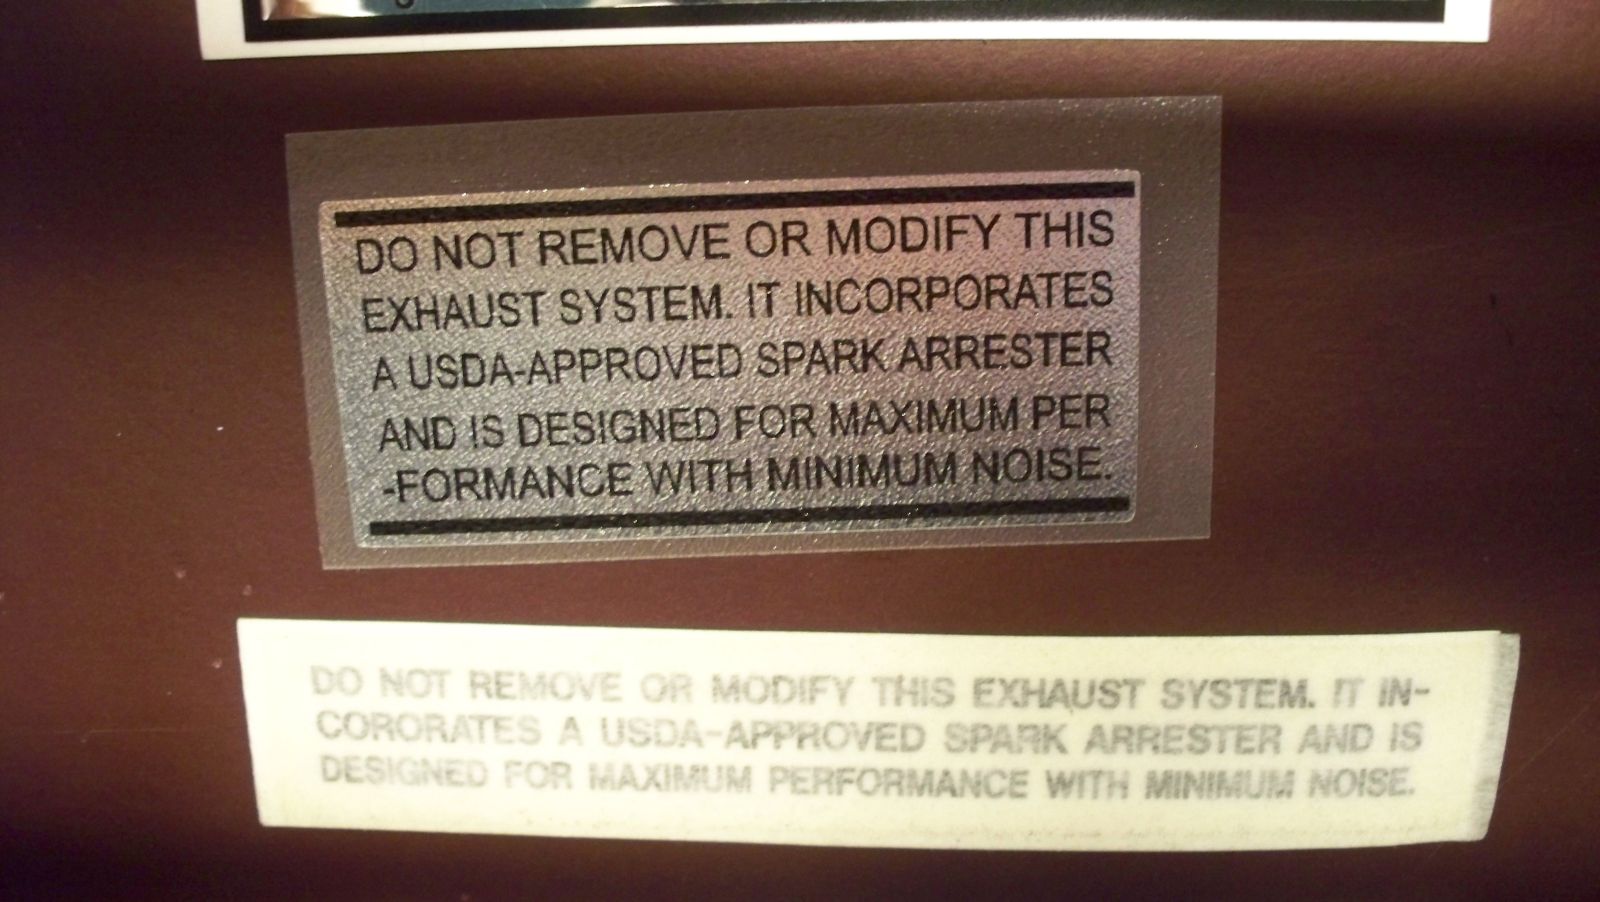 DO NOT REMOVE OR MODIFY THIS
EXHAUST SYSTEM. IT INCORPORATES
A USDA-APPROVED SPARK ARRESTER
AND IS DESIGNED FOR MAXIMUM PER
-FORMANCE WITH MINIMUM NOISE.
DO NOT REMOVE OR MODIFY THIS EXHAUST SYSTEM. IT IN-
CORORATES A USDA-APPROVED SPARK ARRESTER AND IS
DESIGNED FOR MAXIMUM PERFORMANCE WITH MINIMUM NOISE.